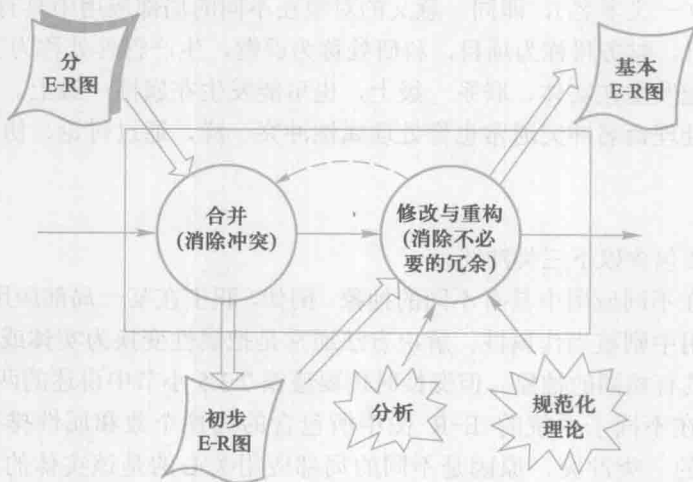 分
E-R图
基本
E-R图
合并
(消除冲突)
修改与重构
(消除不必
要的冗余)
初步
E-R图
分析
规范化
理论